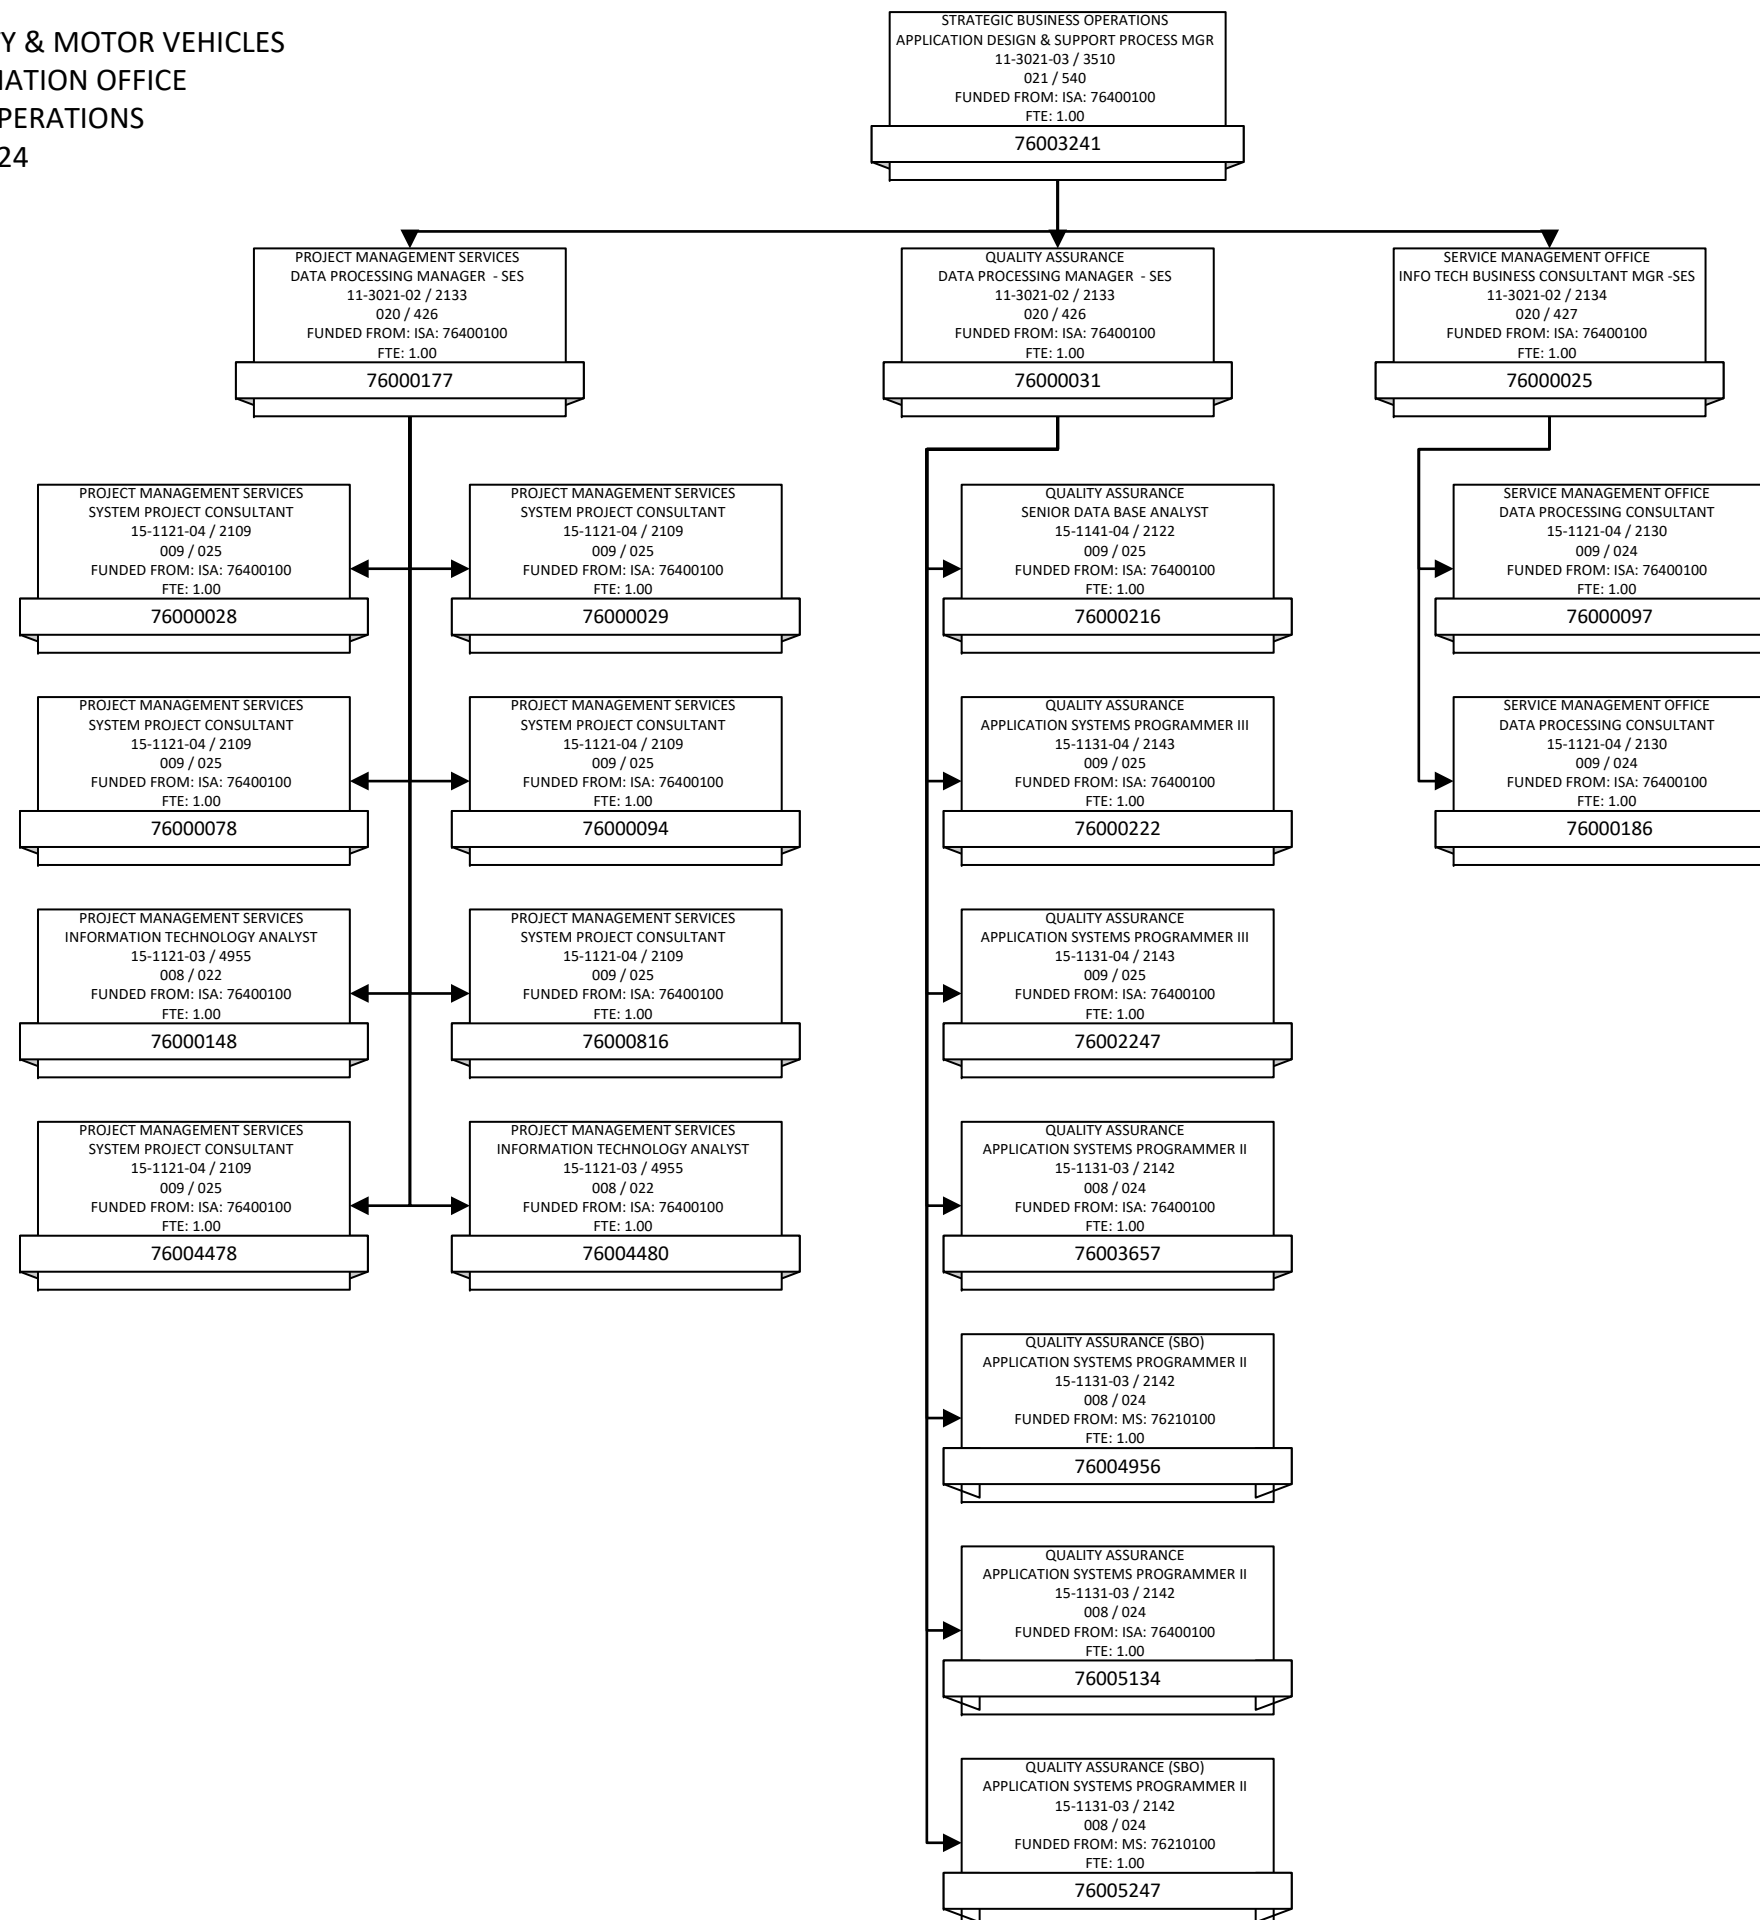 Y & MOTOR VEHICLES
MATION OFFICE
PERATIONS
24
STRATEGIC BUSINESS OPERATIONS
APPLICATION DESIGN & SUPPORT PROCESS MGR
11-3021-03 / 3510
021 / 540
FUNDED FROM: ISA: 76400100
FTE: 1.00
76003241
PROJECT MANAGEMENT SERVICES
DATA PROCESSING MANAGER - SES
11-3021-02 / 2133
020 / 426
FUNDED FROM: ISA: 76400100
FTE: 1.00
76000177
QUALITY ASSURANCE
DATA PROCESSING MANAGER - SES
11-3021-02 / 2133
020 / 426
FUNDED FROM: ISA: 76400100
FTE: 1.00
76000031
SERVICE MANAGEMENT OFFICE
INFO TECH BUSINESS CONSULTANT MGR -SES
11-3021-02 / 2134
020 / 427
FUNDED FROM: ISA: 76400100
FTE: 1.00
76000025
PROJECT MANAGEMENT SERVICES
SYSTEM PROJECT CONSULTANT
15-1121-04 / 2109
009 / 025
FUNDED FROM: ISA: 76400100
FTE: 1.00
76000028
PROJECT MANAGEMENT SERVICES
SYSTEM PROJECT CONSULTANT
15-1121-04 / 2109
009 / 025
FUNDED FROM: ISA: 76400100
FTE: 1.00
76000029
QUALITY ASSURANCE
SENIOR DATA BASE ANALYST
15-1141-04 / 2122
009 / 025
FUNDED FROM: ISA: 76400100
FTE: 1.00
76000216
SERVICE MANAGEMENT OFFICE
DATA PROCESSING CONSULTANT
15-1121-04 / 2130
009 / 024
FUNDED FROM: ISA: 76400100
FTE: 1.00
76000097
PROJECT MANAGEMENT SERVICES
SYSTEM PROJECT CONSULTANT
15-1121-04 / 2109
009 / 025
FUNDED FROM: ISA: 76400100
FTE: 1.00
76000078
PROJECT MANAGEMENT SERVICES
SYSTEM PROJECT CONSULTANT
15-1121-04 / 2109
009 / 025
FUNDED FROM: ISA: 76400100
FTE: 1.00
76000094
QUALITY ASSURANCE
APPLICATION SYSTEMS PROGRAMMER III
15-1131-04 / 2143
009 / 025
FUNDED FROM: ISA: 76400100
FTE: 1.00
76000222
SERVICE MANAGEMENT OFFICE
DATA PROCESSING CONSULTANT
15-1121-04 / 2130
009 / 024
FUNDED FROM: ISA: 76400100
FTE: 1.00
76000186
PROJECT MANAGEMENT SERVICES
INFORMATION TECHNOLOGY ANALYST
15-1121-03 / 4955
008 / 022
FUNDED FROM: ISA: 76400100
FTE: 1.00
76000148
PROJECT MANAGEMENT SERVICES
SYSTEM PROJECT CONSULTANT
15-1121-04 / 2109
009 / 025
FUNDED FROM: ISA: 76400100
FTE: 1.00
76000816
QUALITY ASSURANCE
APPLICATION SYSTEMS PROGRAMMER III
15-1131-04 / 2143
009 / 025
FUNDED FROM: ISA: 76400100
FTE: 1.00
76002247
PROJECT MANAGEMENT SERVICES
SYSTEM PROJECT CONSULTANT
15-1121-04 / 2109
009 / 025
FUNDED FROM: ISA: 76400100
FTE: 1.00
76004478
PROJECT MANAGEMENT SERVICES
INFORMATION TECHNOLOGY ANALYST
15-1121-03 / 4955
008 / 022
FUNDED FROM: ISA: 76400100
FTE: 1.00
76004480
QUALITY ASSURANCE
APPLICATION SYSTEMS PROGRAMMER II
15-1131-03 / 2142
008 / 024
FUNDED FROM: ISA: 76400100
FTE: 1.00
76003657
QUALITY ASSURANCE (SBO)
APPLICATION SYSTEMS PROGRAMMER II
15-1131-03 / 2142
008 / 024
FUNDED FROM: MS: 76210100
FTE: 1.00
76004956
QUALITY ASSURANCE
APPLICATION SYSTEMS PROGRAMMER II
15-1131-03 / 2142
008 / 024
FUNDED FROM: ISA: 76400100
FTE: 1.00
76005134
QUALITY ASSURANCE (SBO)
APPLICATION SYSTEMS PROGRAMMER II
15-1131-03 / 2142
008 / 024
FUNDED FROM: MS: 76210100
FTE: 1.00
76005247